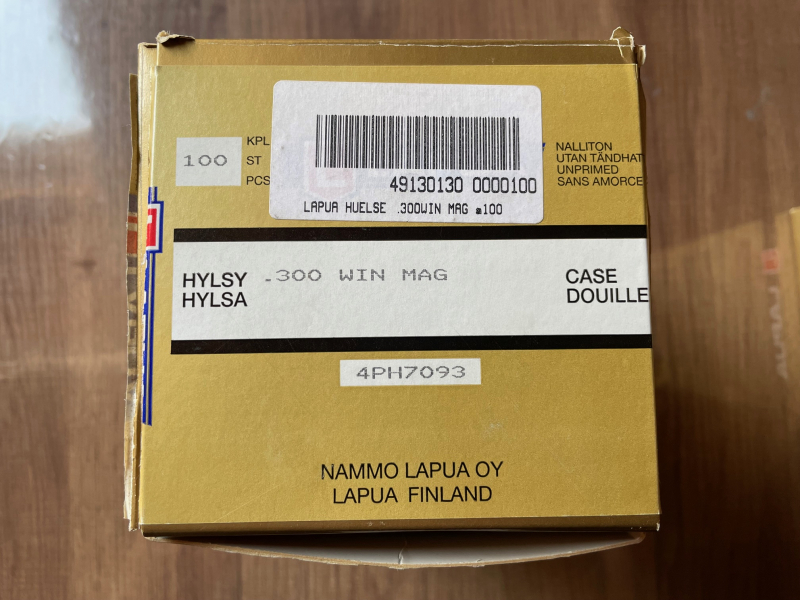 49130130 0000100
LAPUA HUELSE .300WIN MAG ø100
100
KPL
ST
PCS
NALLITON
UTAN TÄNDHAT
UNPRIMED
SANS AMORCE
HYLSY .300 WIN MAG
HYLSA
CASE
DOUILLE
4PH7093
NAMMO LAPUA OY
LAPUA FINLAND